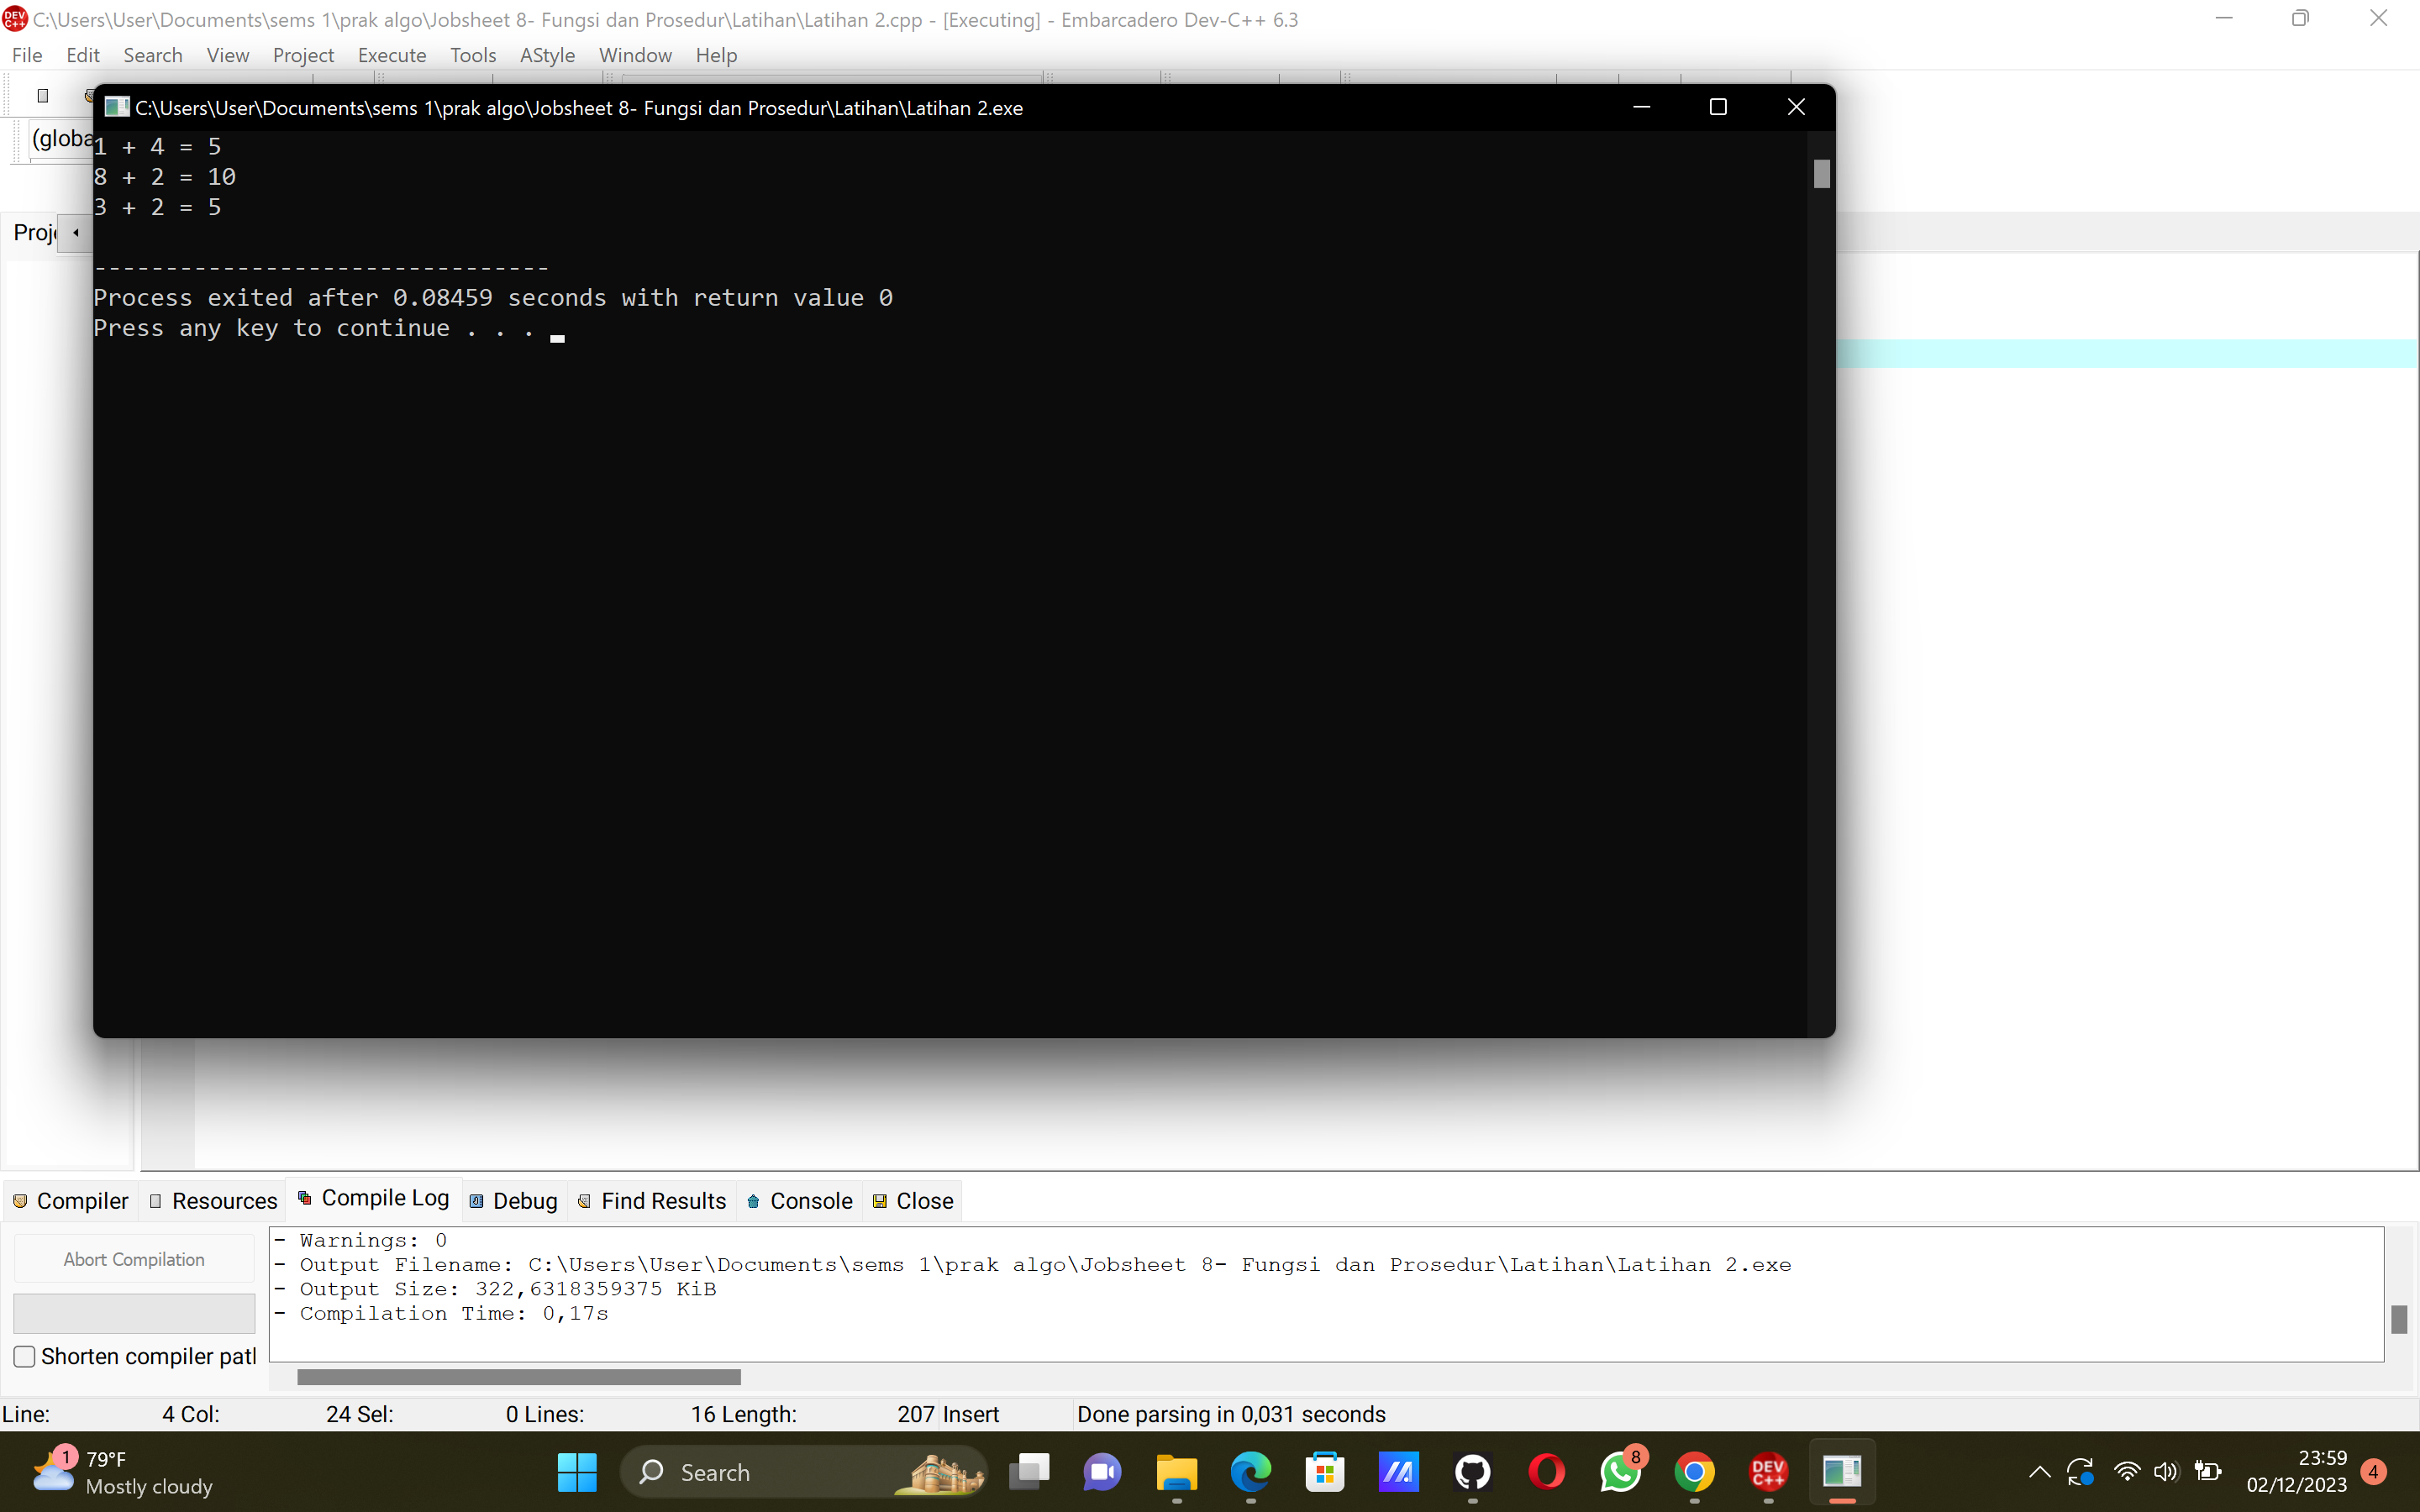 C:\Users\User\Documents\sems 1\prak algo\Jobsheet 8- Fungsi dan Prosedur\Latihan\Latihan 2.cpp - [Executing] - Embarcadero Dev-C++ 6.3
File Edit Search View Project Execute Tools AStyle Window Help
C:\Users\User\Documents\sems 1\prak algo\Jobsheet 8- Fungsi dan Prosedur\Latihan\Latihan 2.exe
(globa
1 + 4 = 5
8 + 2 = 10
3 + 2 = 5
Proj
--------------------------------
Process exited after 0.08459 seconds with return value 0
Press any key to continue . . .
Compiler Resources Compile Log Debug Find Results Console Close
Abort Compilation
Shorten compiler pat
- Warnings: 0
- Output Filename: C:\Users\User\Documents\sems 1\prak algo\Jobsheet 8- Fungsi dan Prosedur\Latihan\Latihan 2.exe
- Output Size: 322,6318359375 KiB
- Compilation Time: 0,17s
Line: 4 Col: 24 Sel: 0 Lines: 16 Length: 207 Insert Done parsing in 0,031 seconds
1 79°F
Mostly cloudy
Search
8
DEV C++
23:59
02/12/2023
4